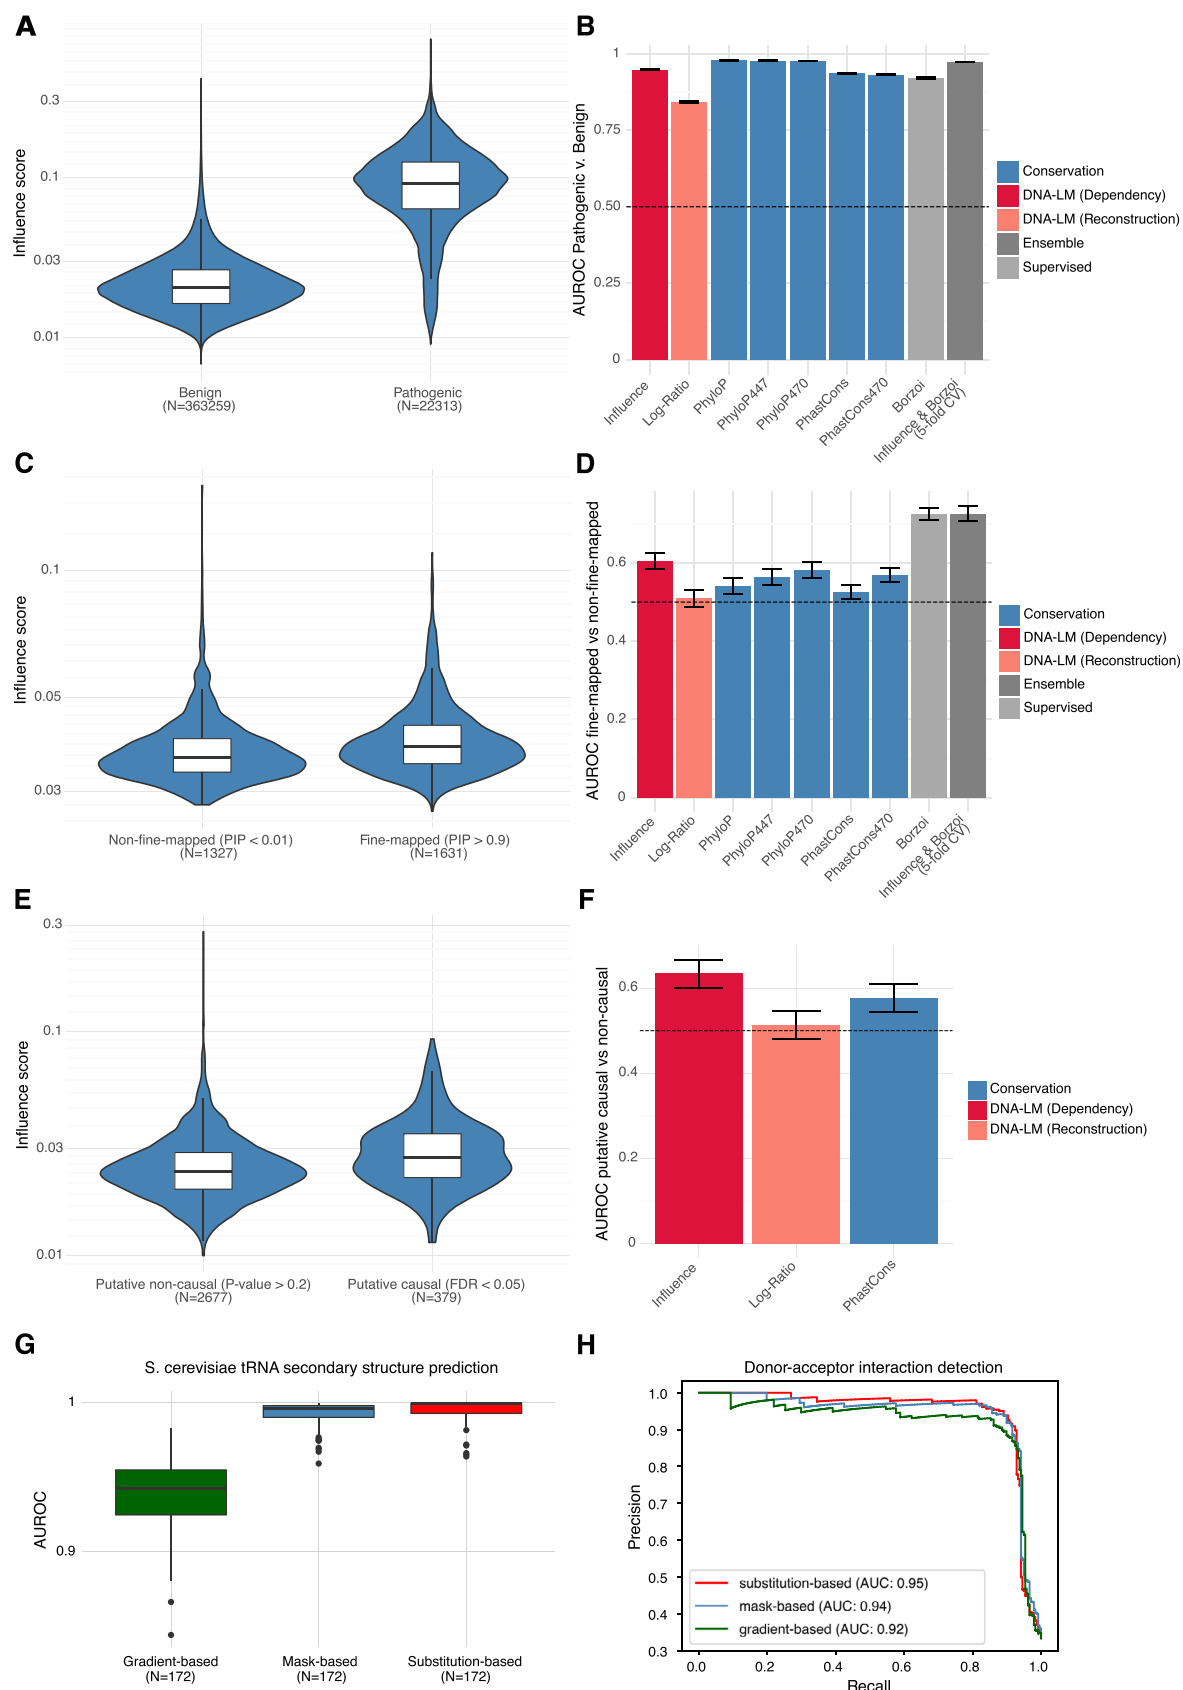 A
Influence score
0.3
0.1
0.03
0.01
Benign
(N=363259)
Pathogenic
(N=22313)
B
AUROC Pathogenic v. Benign
1
0.75
0.50
0.25
0
Influence
Log-Ratio
PhyloP
PhyloP447
PhyloP470
PhastCons
PhastCons470
Borzoi
Influence & Borzoi
(5-fold CV)
Conservation
DNA-LM (Dependency)
DNA-LM (Reconstruction)
Ensemble
Supervised
C
Influence score
0.1
0.05
0.03
Non-fine-mapped (PIP < 0.01)
(N=1327)
Fine-mapped (PIP > 0.9)
(N=1631)
D
AUROC fine-mapped vs non-fine-mapped
0.6
0.4
0.2
0
Influence
Log-Ratio
PhyloP
PhyloP447
PhyloP470
PhastCons
PhastCons470
Borzoi
Influence & Borzoi
(5-fold CV)
Conservation
DNA-LM (Dependency)
DNA-LM (Reconstruction)
Ensemble
Supervised
E
Influence score
0.3
0.1
0.03
0.01
Putative non-causal (P-value > 0.2)
(N=2677)
Putative causal (FDR < 0.05)
(N=379)
F
AUROC putative causal vs non-causal
0.6
0.4
0.2
0
Influence
Log-Ratio
PhastCons
Conservation
DNA-LM (Dependency)
DNA-LM (Reconstruction)
G
S. cerevisiae tRNA secondary structure prediction
AUROC
1
0.9
Gradient-based
(N=172)
Mask-based
(N=172)
Substitution-based
(N=172)
H
Donor-acceptor interaction detection
Precision
1.0
0.9
0.8
0.7
0.6
0.5
0.4
0.3
substitution-based (AUC: 0.95)
mask-based (AUC: 0.94)
gradient-based (AUC: 0.92)
0.0
0.2
0.4
0.6
0.8
1.0
Recall